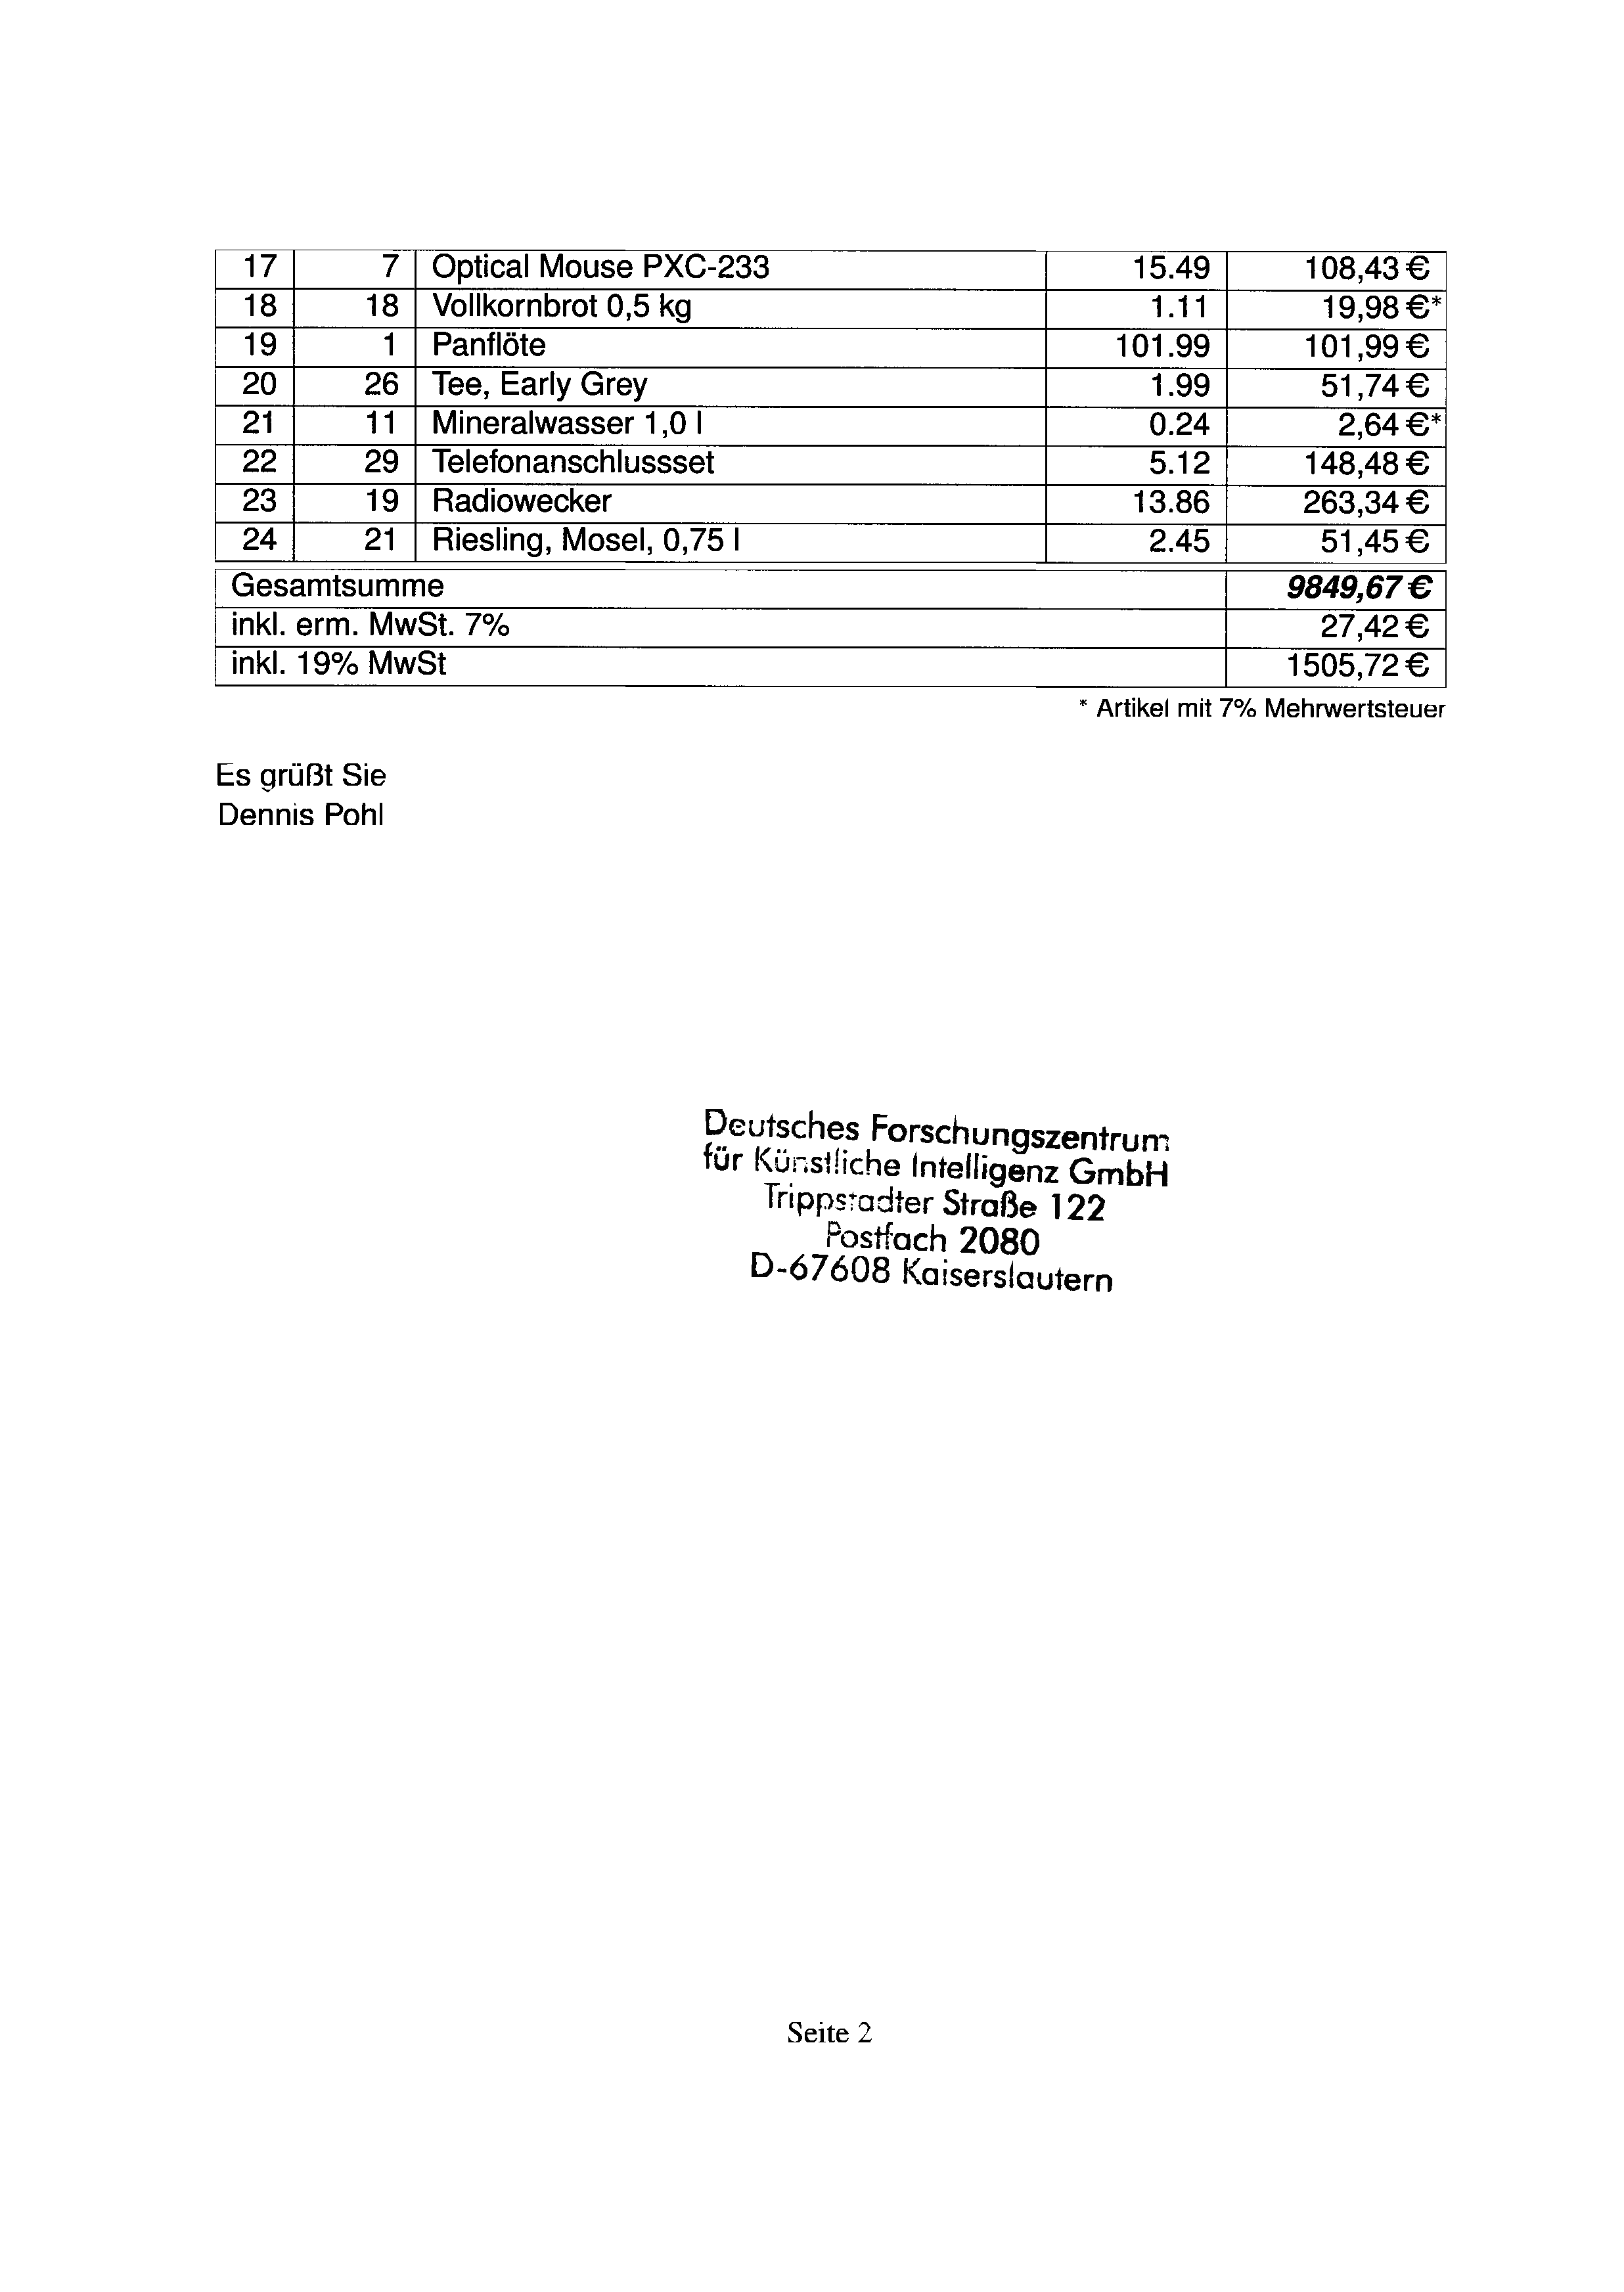 17 7 Optical Mouse PXC-233 15.49 108,43 €
18 18 Vollkornbrot 0,5 kg 1.11 19,98 €*
19 1 Panflöte 101.99 101,99 €
20 26 Tee, Early Grey 1.99 51,74 €
21 11 Mineralwasser 1,0 l 0.24 2,64 €*
22 29 Telefonanschlussset 5.12 148,48 €
23 19 Radiowecker 13.86 263,34 €
24 21 Riesling, Mosel, 0,75 l 2.45 51,45 €
Gesamtsumme 9849,67 €
inkl. erm. MwSt. 7% 27,42 €
inkl. 19% MwSt 1505,72 €
* Artikel mit 7% Mehrwertsteuer
Es grüßt Sie
Dennis Pohl
Deutsches Forschungszentrum
für Künstliche Intelligenz GmbH
Trippstadter Straße 122
Postfach 2080
D-67608 Kaiserslautern
Seite 2